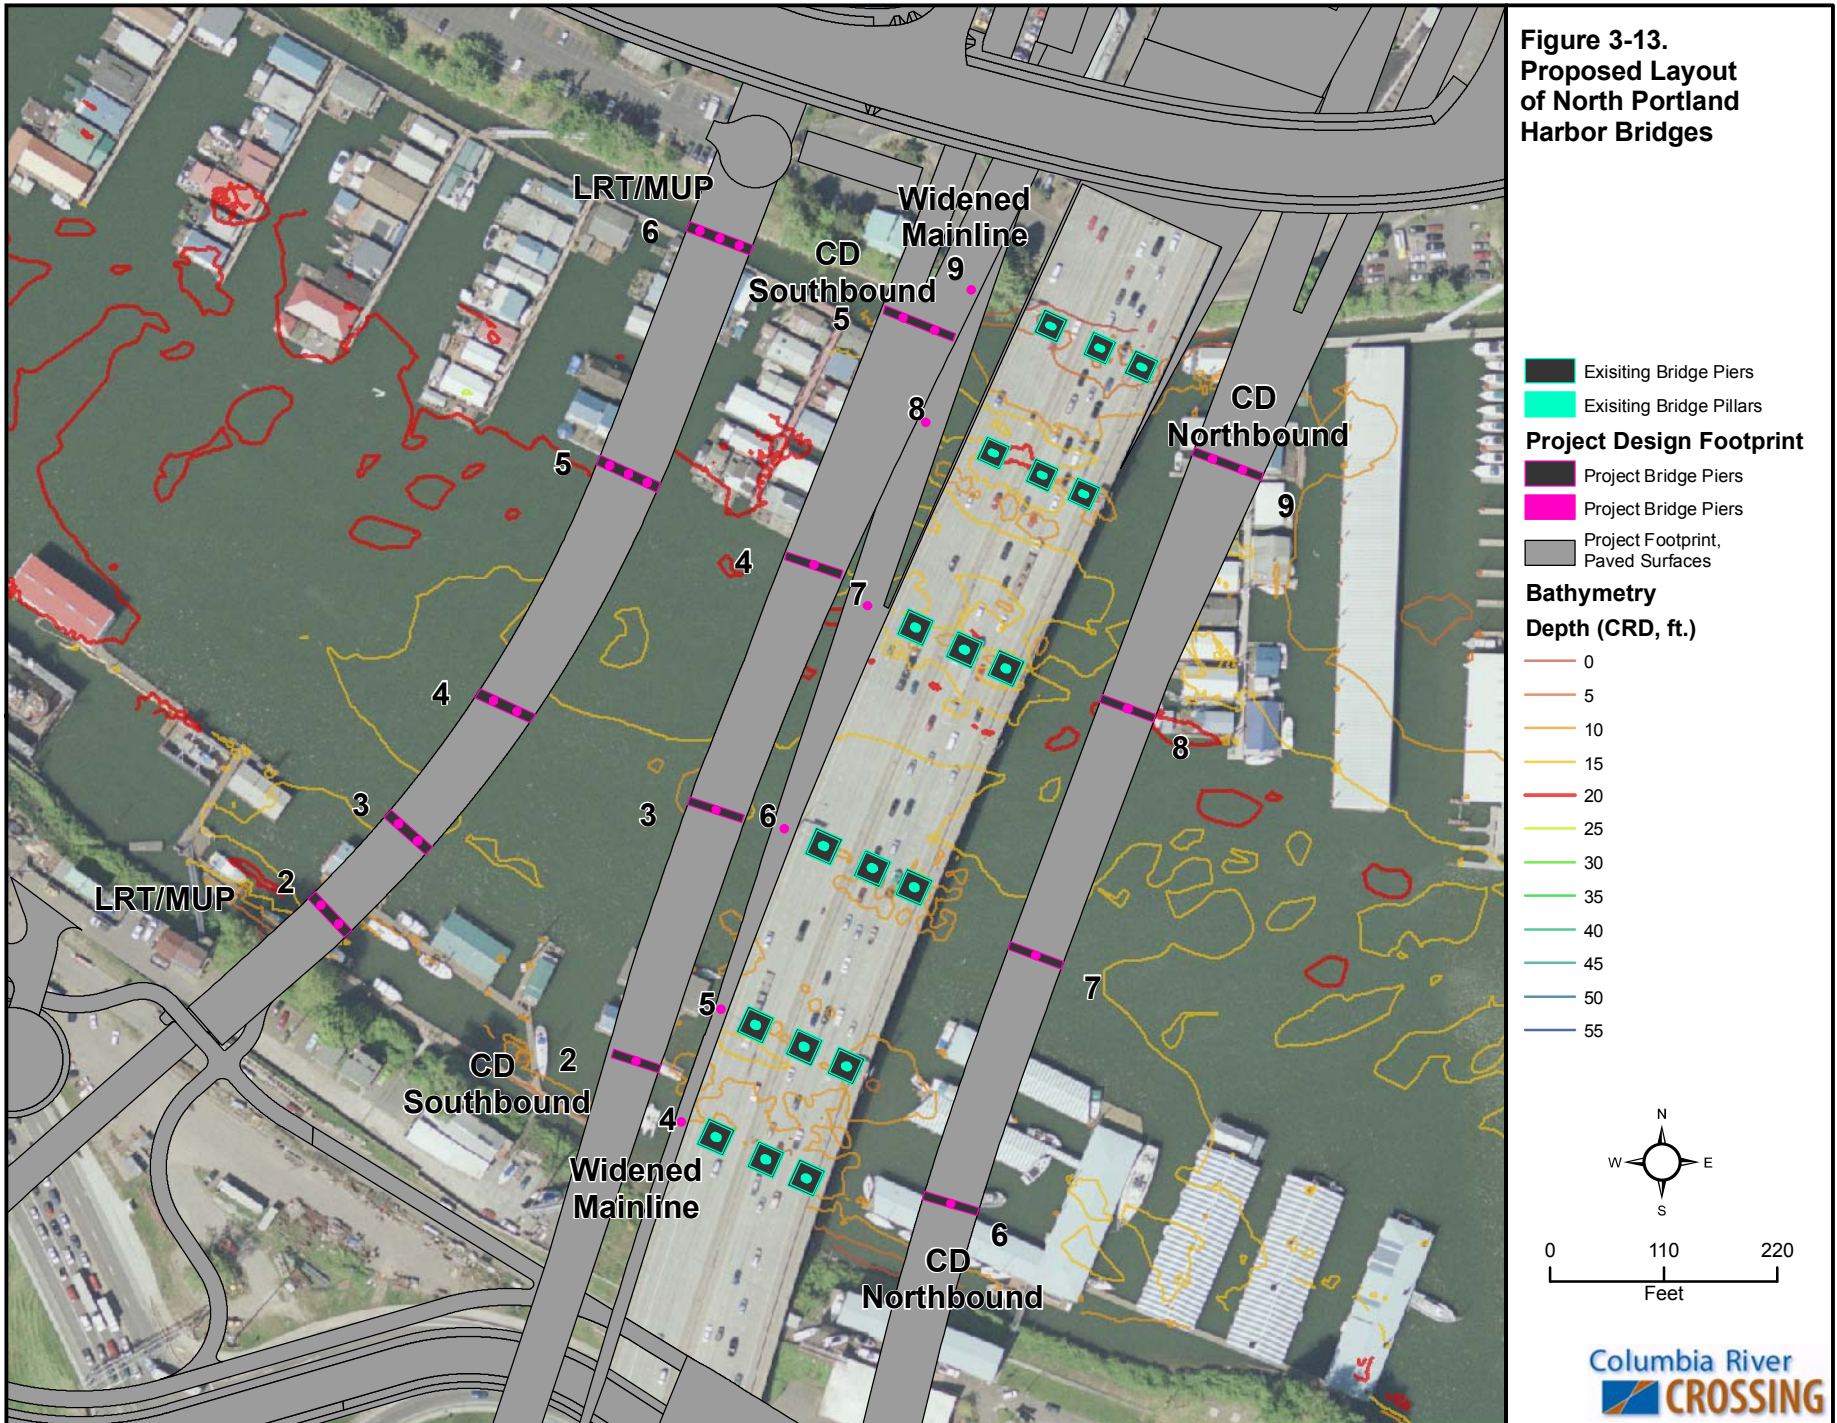 Figure 3-13.
Proposed Layout
of North Portland
Harbor Bridges
Exisiting Bridge Piers
Exisiting Bridge Pillars
Project Design Footprint
Project Bridge Piers
Project Bridge Piers
Project Footprint,
Paved Surfaces
Bathymetry
Depth (CRD, ft.)
0
5
10
15
20
25
30
35
40
45
50
55
N
W
E
S
0 110 220
Feet
Columbia River
CROSSING
LRT/MUP
6
5
4
3
2
LRT/MUP
CD
Southbound
5
4
3
2
CD
Southbound
Widened
Mainline
9
8
7
6
5
4
Widened
Mainline
CD
Northbound
9
8
7
6
CD
Northbound